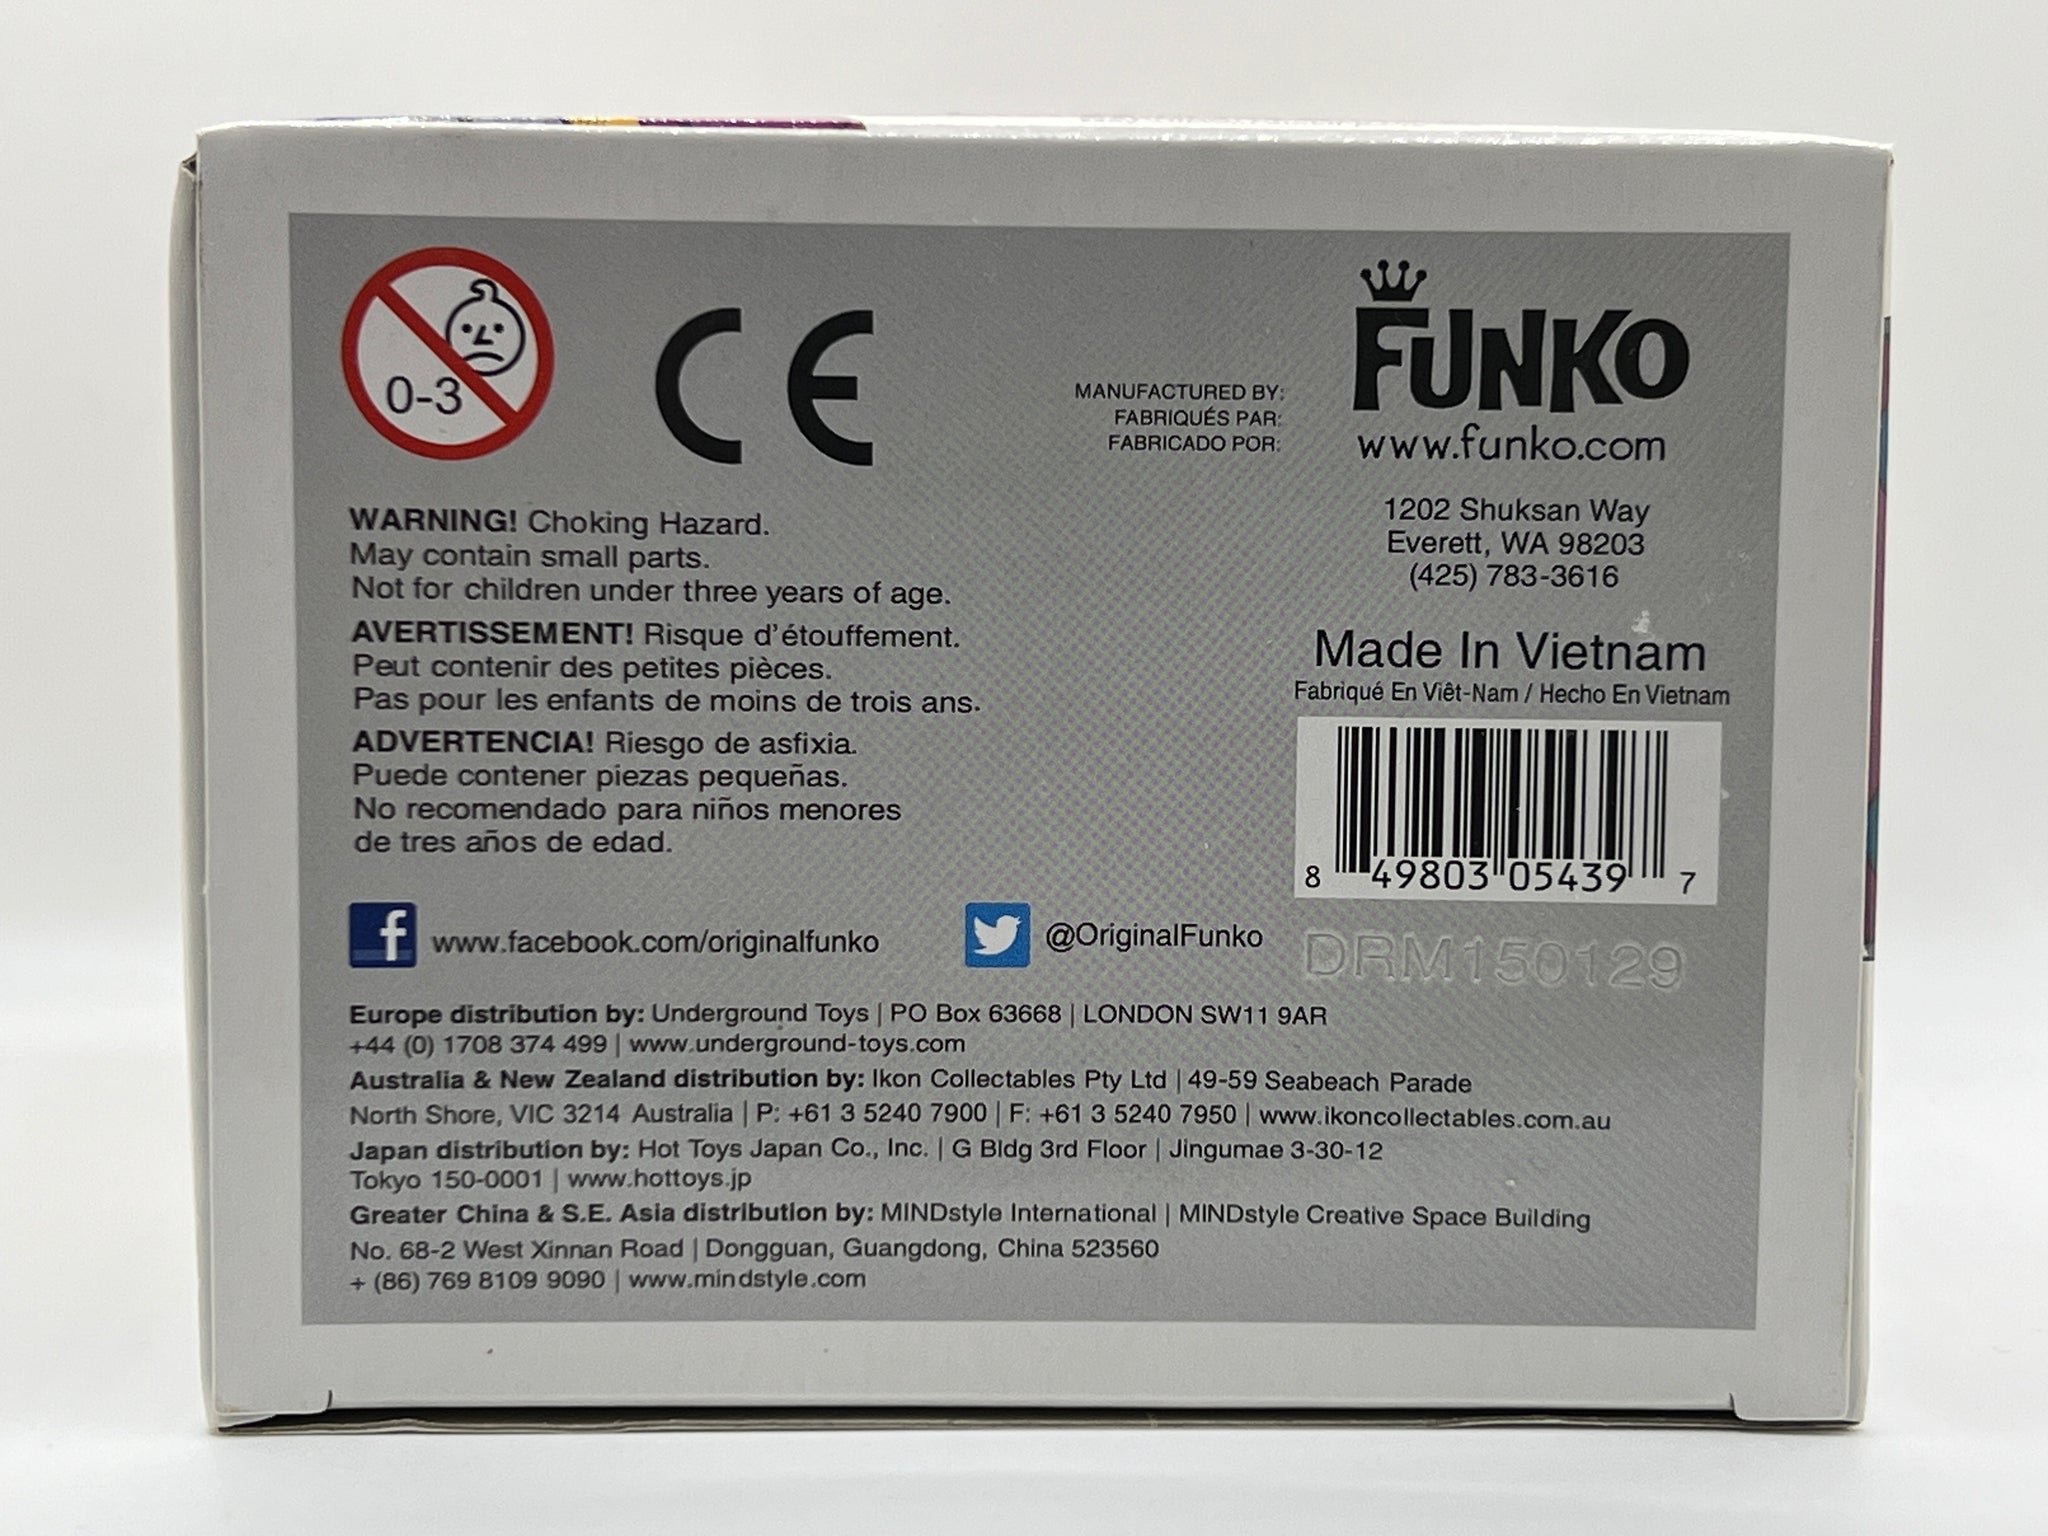 0-3
CE
MANUFACTURED BY:
FABRIQUÉS PAR:
FABRICADO POR:
FUNKO
www.funko.com
1202 Shuksan Way
Everett, WA 98203
(425) 783-3616
Made In Vietnam
Fabriqué En Viêt-Nam / Hecho En Vietnam
8 49803 05439 7
DRM150129
WARNING! Choking Hazard.
May contain small parts.
Not for children under three years of age.
AVERTISSEMENT! Risque d'étouffement.
Peut contenir des petites pièces.
Pas pour les enfants de moins de trois ans.
ADVERTENCIA! Riesgo de asfixia.
Puede contener piezas pequeñas.
No recomendado para niños menores
de tres años de edad.
f www.facebook.com/originalfunko
@OriginalFunko
Europe distribution by: Underground Toys | PO Box 63668 | LONDON SW11 9AR
+44 (0) 1708 374 499 | www.underground-toys.com
Australia & New Zealand distribution by: Ikon Collectables Pty Ltd | 49-59 Seabeach Parade
North Shore, VIC 3214 Australia | P: +61 3 5240 7900 | F: +61 3 5240 7950 | www.ikoncollectables.com.au
Japan distribution by: Hot Toys Japan Co., Inc. | G Bldg 3rd Floor | Jingumae 3-30-12
Tokyo 150-0001 | www.hottoys.jp
Greater China & S.E. Asia distribution by: MINDstyle International | MINDstyle Creative Space Building
No. 68-2 West Xinnan Road | Dongguan, Guangdong, China 523560
+ (86) 769 8109 9090 | www.mindstyle.com